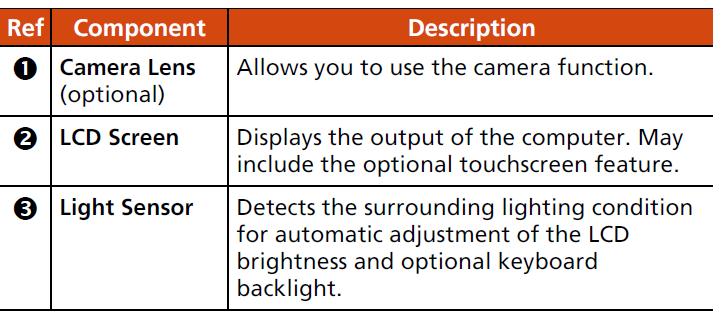 Ref Component Description
❶ Camera Lens Allows you to use the camera function.
(optional)
❷ LCD Screen Displays the output of the computer. May
include the optional touchscreen feature.
❸ Light Sensor Detects the surrounding lighting condition
for automatic adjustment of the LCD
brightness and optional keyboard
backlight.